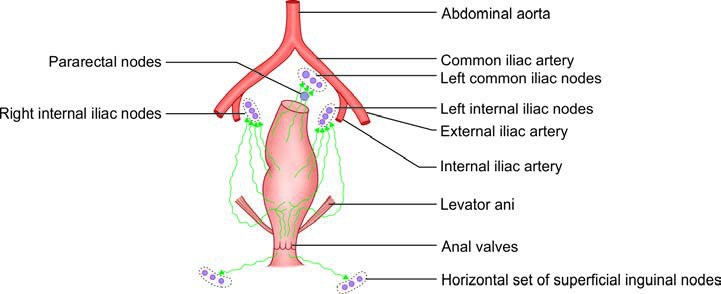 Abdominal aorta
Pararectal nodes
Common iliac artery
Left common iliac nodes
Right internal iliac nodes
Left internal iliac nodes
External iliac artery
Internal iliac artery
Levator ani
Anal valves
Horizontal set of superficial inguinal nodes